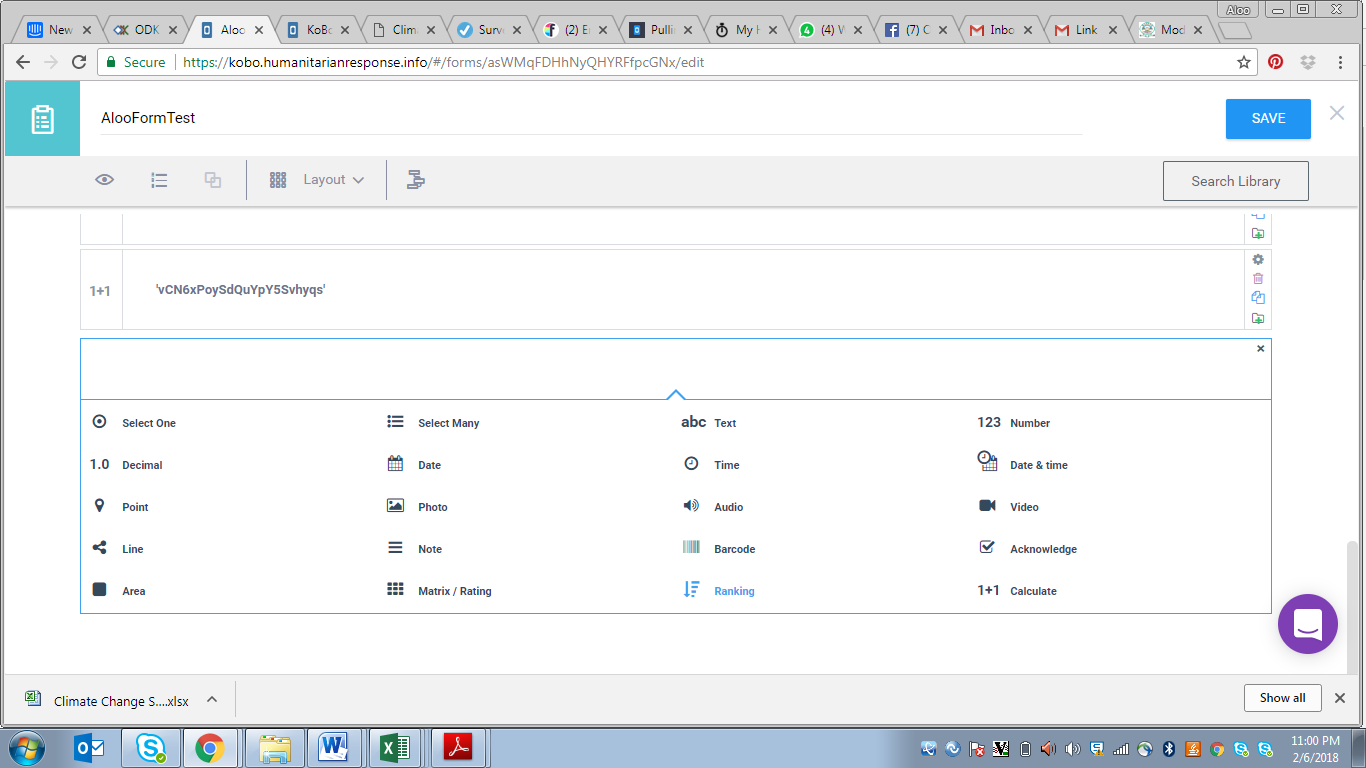 Aloo
New
ODK
Aloo
KoBo
Clim
Surve
(2) E
Pulli
My H
(4) W
(7) C
Inbo
Link
Mod
Secure https://kobo.humanitarianresponse.info/#/forms/asWMqFDHhNyQHYRFfpcGNx/edit
AlooFormTest
SAVE
Layout
Search Library
1+1 'vCN6xPoySdQuYpY5Svhyqs'
Select One Select Many abc Text 123 Number
1.0 Decimal Date Time Date & time
Point Photo Audio Video
Line Note Barcode Acknowledge
Area Matrix / Rating Ranking 1+1 Calculate
Climate Change S....xlsx
Show all
11:00 PM
2/6/2018